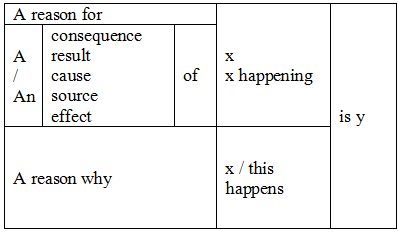 A reason for
A
/
An
consequence
result
cause
source
effect
of
x
x happening
is y
A reason why
x / this
happens